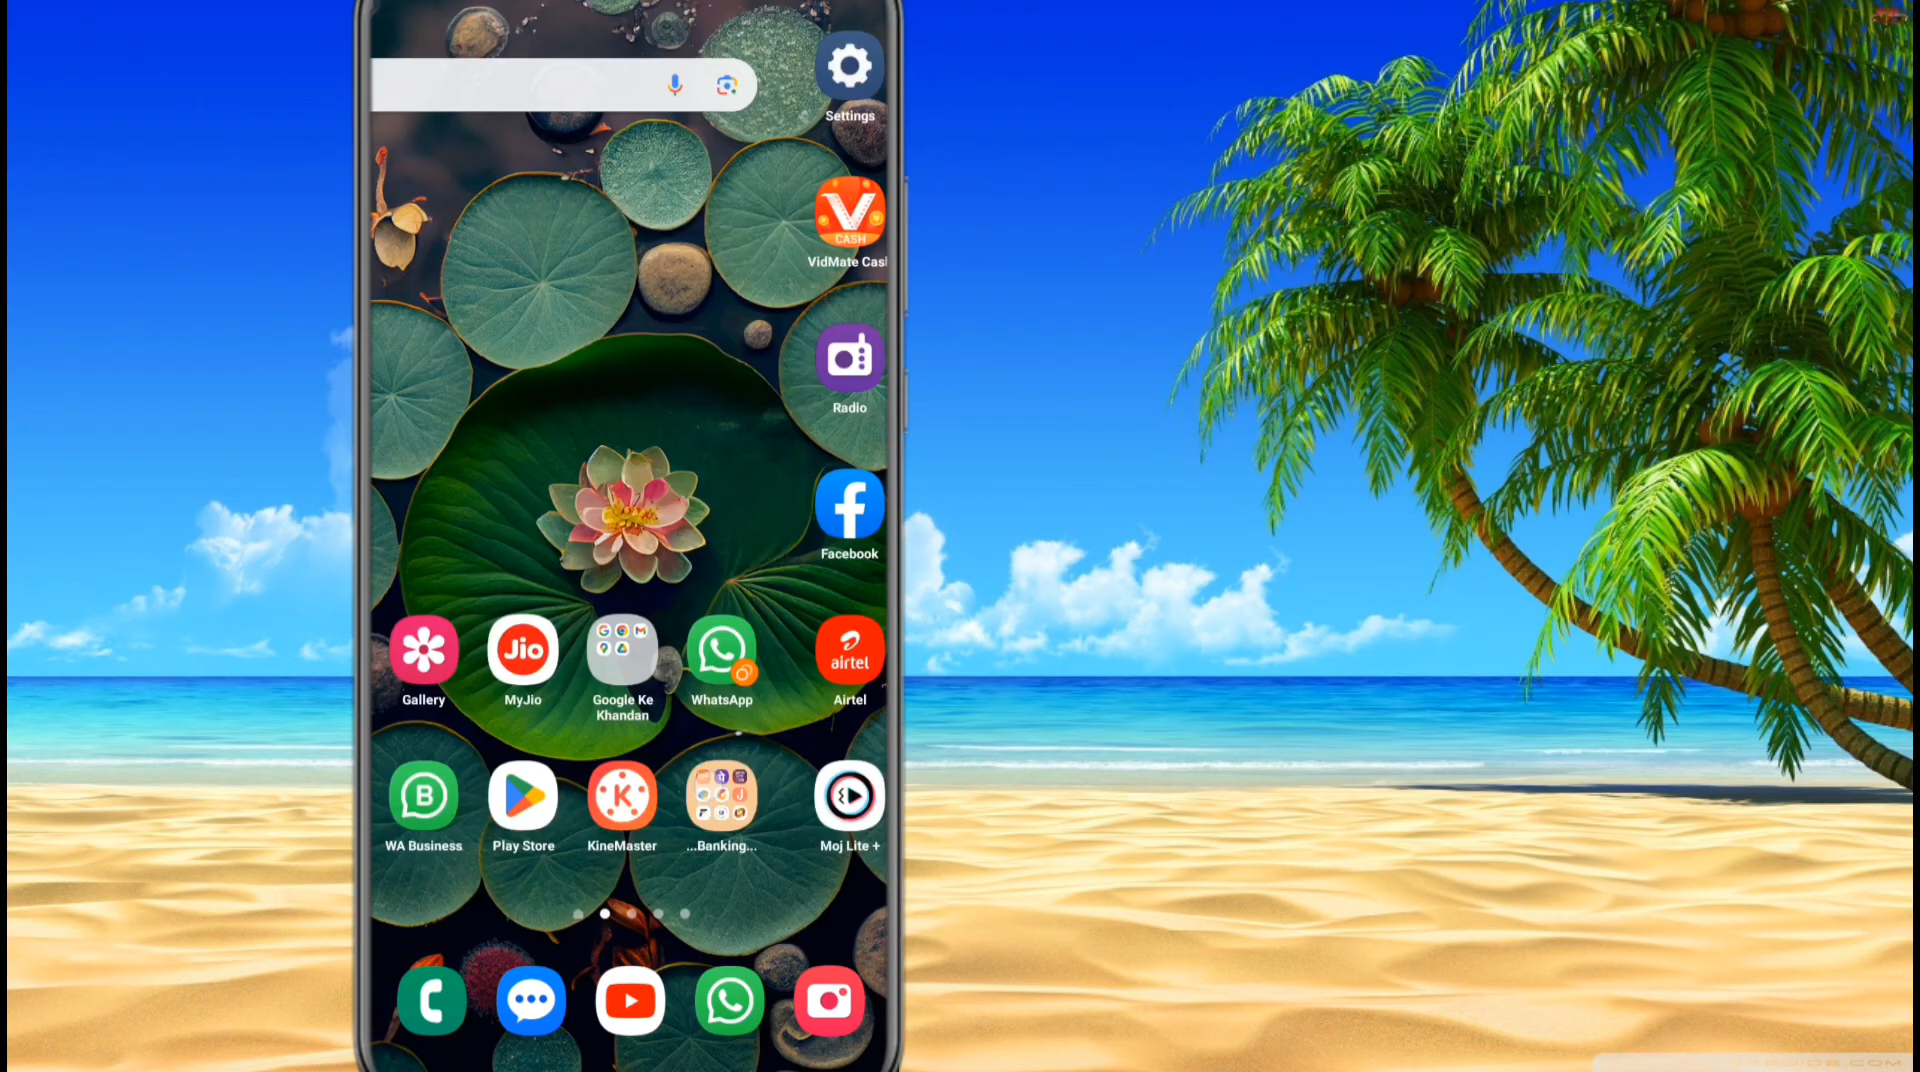 Settings
V
CASH
VidMate Cas
Radio
Facebook
Jio
airtel
Gallery
MyJio
Google Ke
Khandan
WhatsApp
Airtel
B
K
WA Business
Play Store
KineMaster
...Banking...
Moj Lite +